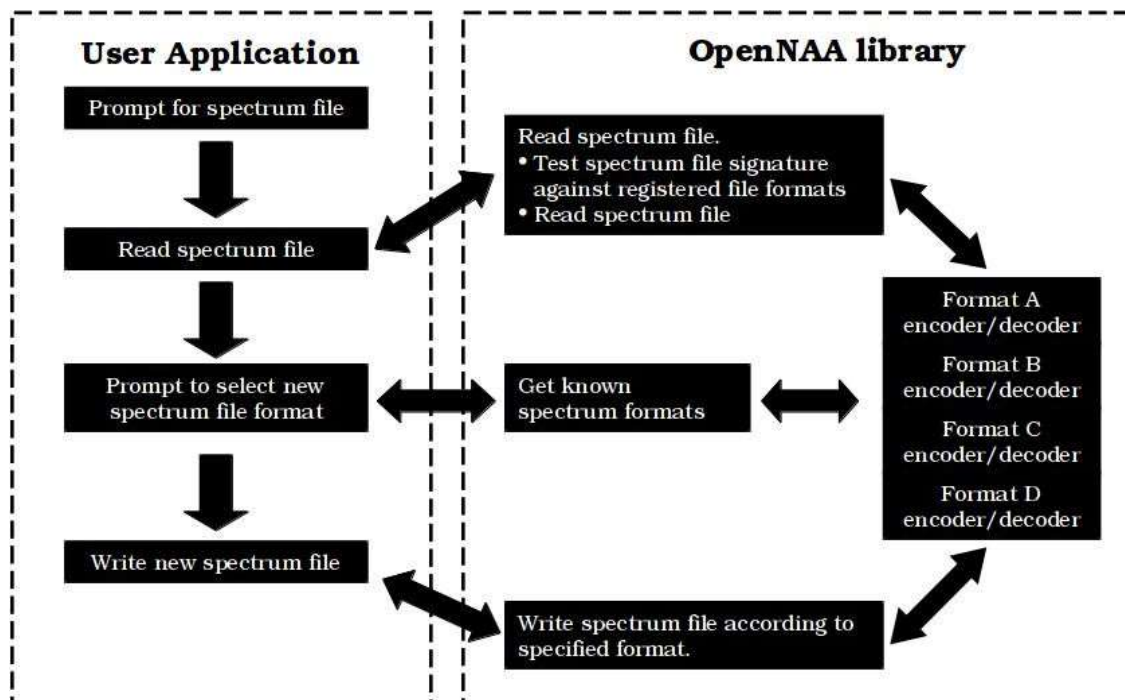 User Application
Prompt for spectrum file
Read spectrum file
Prompt to select new
spectrum file format
Write new spectrum file
OpenNAA library
Read spectrum file.
• Test spectrum file signature
against registered file formats
• Read spectrum file
Get known
spectrum formats
Write spectrum file according to
specified format.
Format A
encoder/decoder
Format B
encoder/decoder
Format C
encoder/decoder
Format D
encoder/decoder